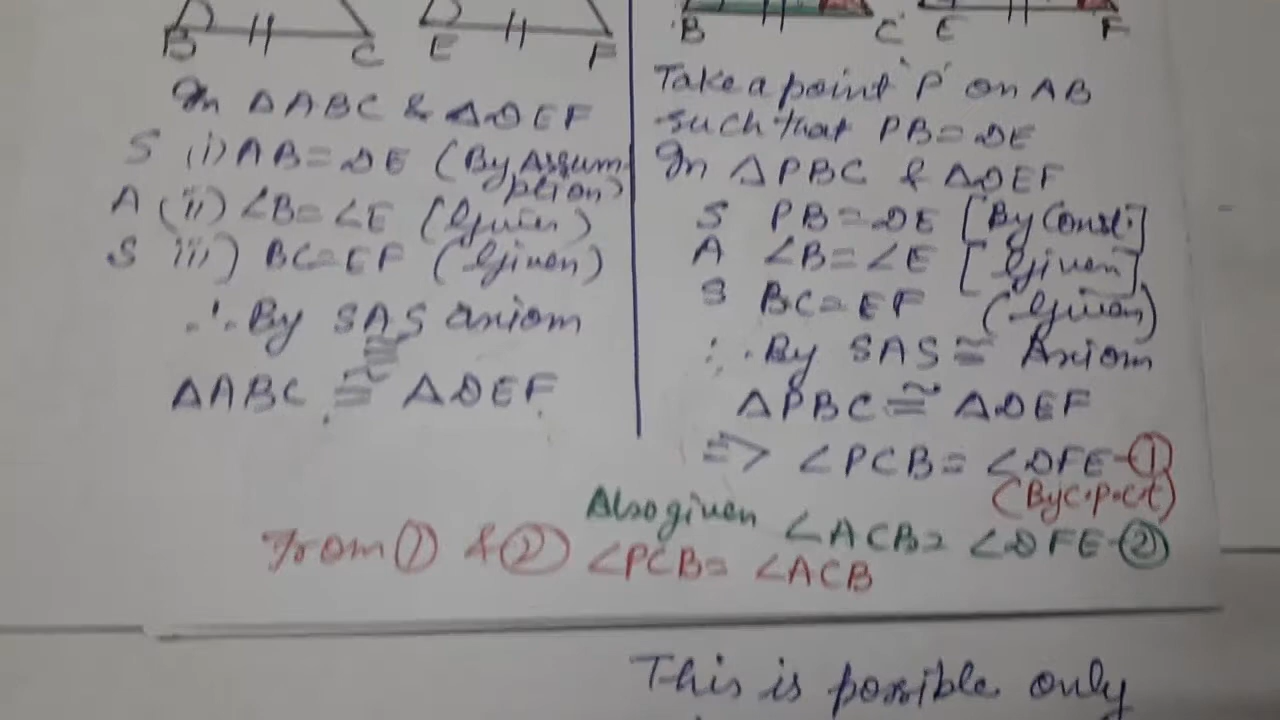 B C E F
In ΔABC & ΔDEF
S (i) AB = DE (By Assum-
ption)
A (ii) ∠B = ∠E (Given)
S iii) BC = EF (Given)
∴ By SAS axiom
≅
ΔABC ≅ ΔDEF
B C E F
Take a point 'P' on AB
such that PB = DE
In ΔPBC & ΔDEF
S PB = DE [By Const.]
A ∠B = ∠E [Given]
S BC = EF (Given)
∴ By SAS ≅ Axiom
ΔPBC ≅ ΔDEF
=> ∠PCB = ∠DFE - ①
(By C.P.C.t)
Also given ∠ACB = ∠DFE - ②
From ① & ② ∠PCB = ∠ACB
This is possible only